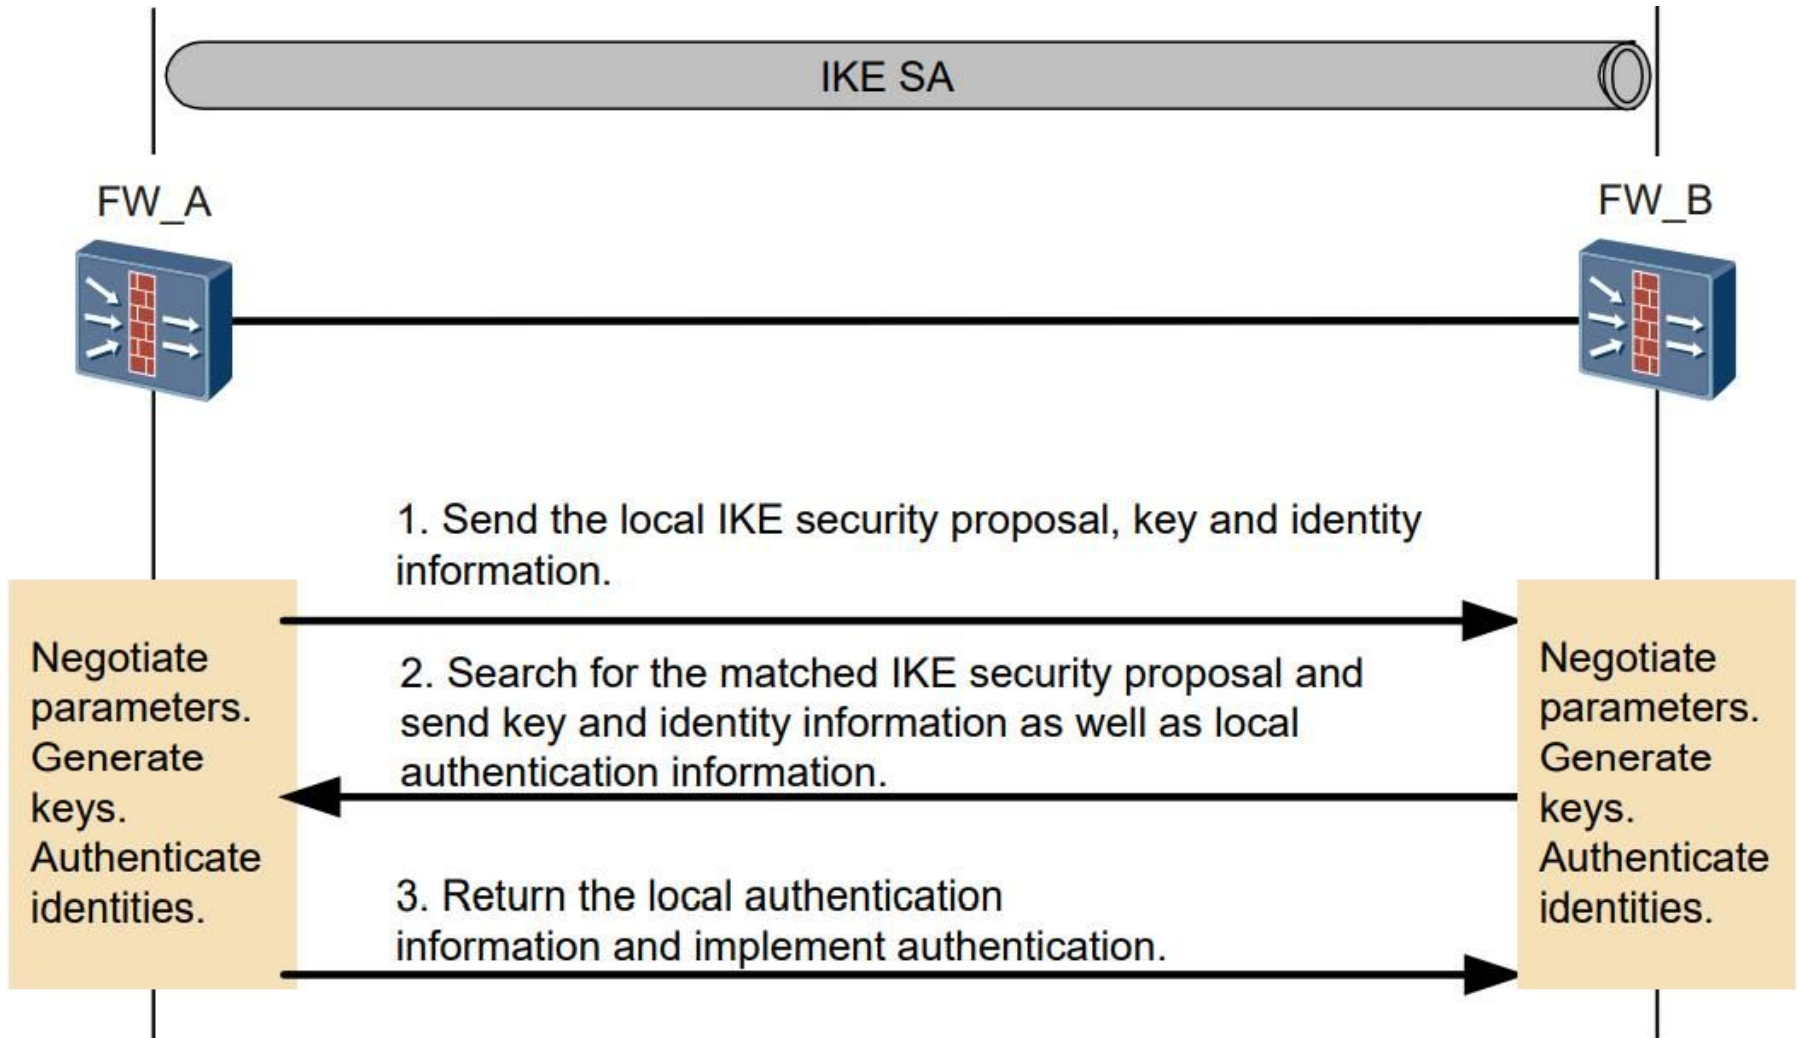 IKE SA
FW_A
FW_B
1. Send the local IKE security proposal, key and identity
information.
Negotiate
parameters.
Generate
keys.
Authenticate
identities.
2. Search for the matched IKE security proposal and
send key and identity information as well as local
authentication information.
3. Return the local authentication
information and implement authentication.
Negotiate
parameters.
Generate
keys.
Authenticate
identities.